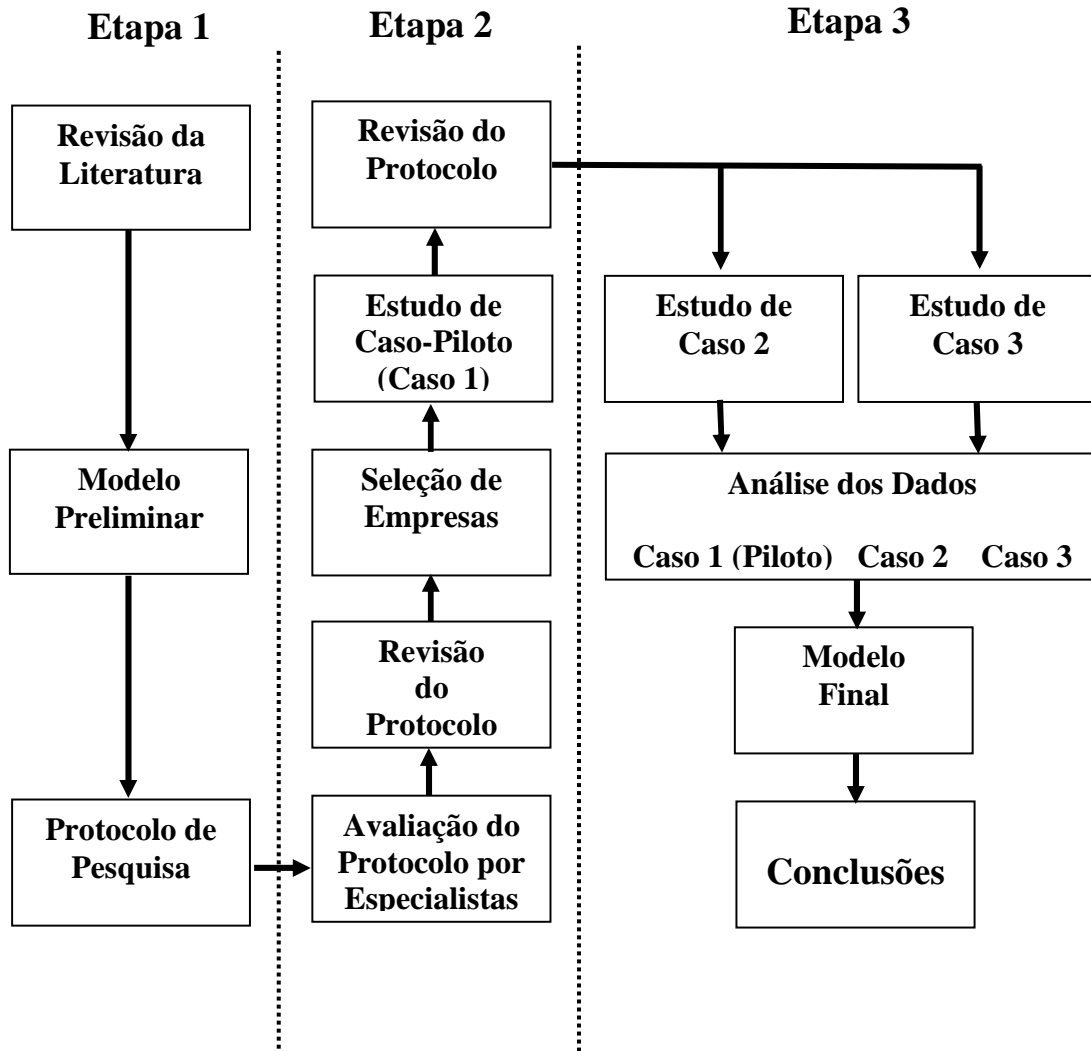 Etapa 1
Etapa 2
Etapa 3
Revisão da
Literatura
Modelo
Preliminar
Protocolo de
Pesquisa
Revisão do
Protocolo
Estudo de
Caso-Piloto
(Caso 1)
Seleção de
Empresas
Revisão
do
Protocolo
Avaliação do
Protocolo por
Especialistas
Estudo de
Caso 2
Estudo de
Caso 3
Análise dos Dados
Caso 1 (Piloto) Caso 2 Caso 3
Modelo
Final
Conclusões